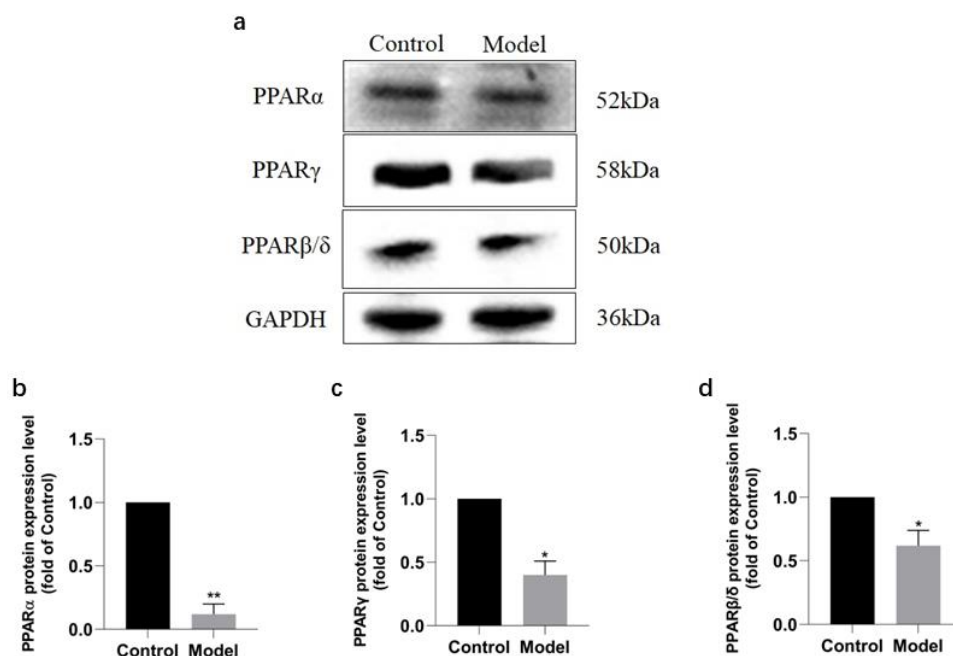 a
Control Model
PPARα 52kDa
PPARγ 58kDa
PPARβ/δ 50kDa
GAPDH 36kDa
b
PPARα protein expression level
(fold of Control)
1.5
1.0
0.5
0.0
**
Control Model
c
PPARγ protein expression level
(fold of Control)
1.5
1.0
0.5
0.0
*
Control Model
d
PPARβ/δ protein expression level
(fold of Control)
1.5
1.0
0.5
0.0
*
Control Model